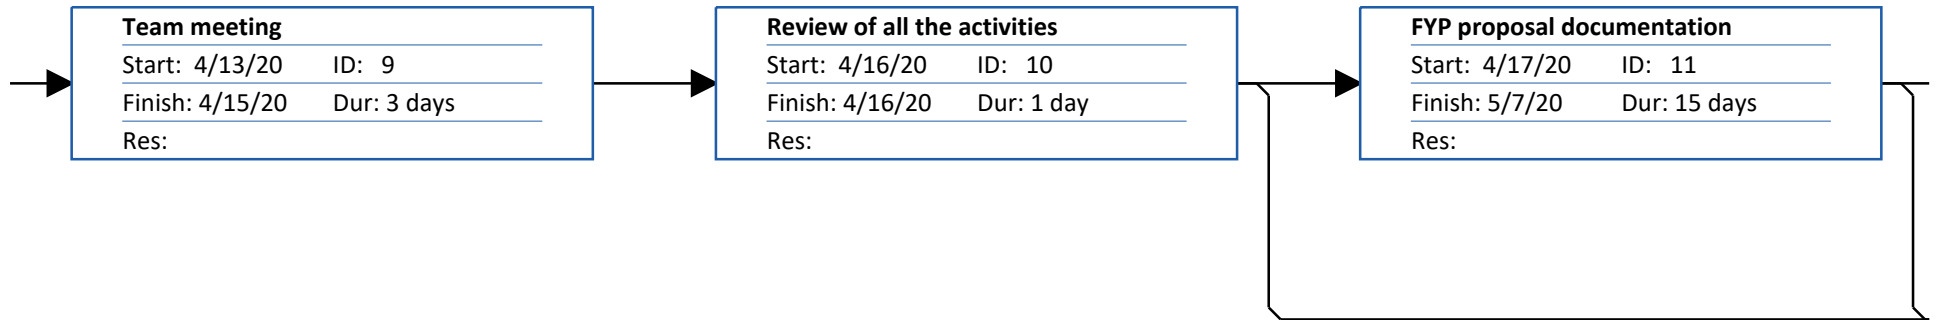 Team meeting
Start: 4/13/20 ID: 9
Finish: 4/15/20 Dur: 3 days
Res:
Review of all the activities
Start: 4/16/20 ID: 10
Finish: 4/16/20 Dur: 1 day
Res:
FYP proposal documentation
Start: 4/17/20 ID: 11
Finish: 5/7/20 Dur: 15 days
Res: